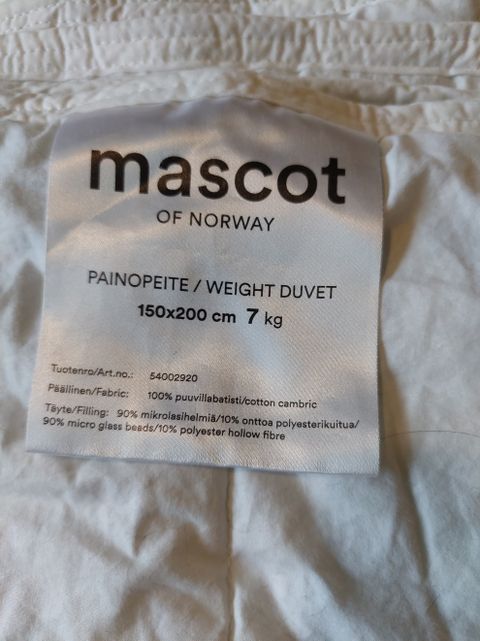 mascot
OF NORWAY
PAINOPEITE / WEIGHT DUVET
150x200 cm 7 kg
Tuotenro/Art.no.: 54002920
Päällinen/Fabric: 100% puuvillabatisti/cotton cambric
Täyte/Filling: 90% mikrolasihelmiä/10% onttoa polyesterikuitua/
90% micro glass beads/10% polyester hollow fibre